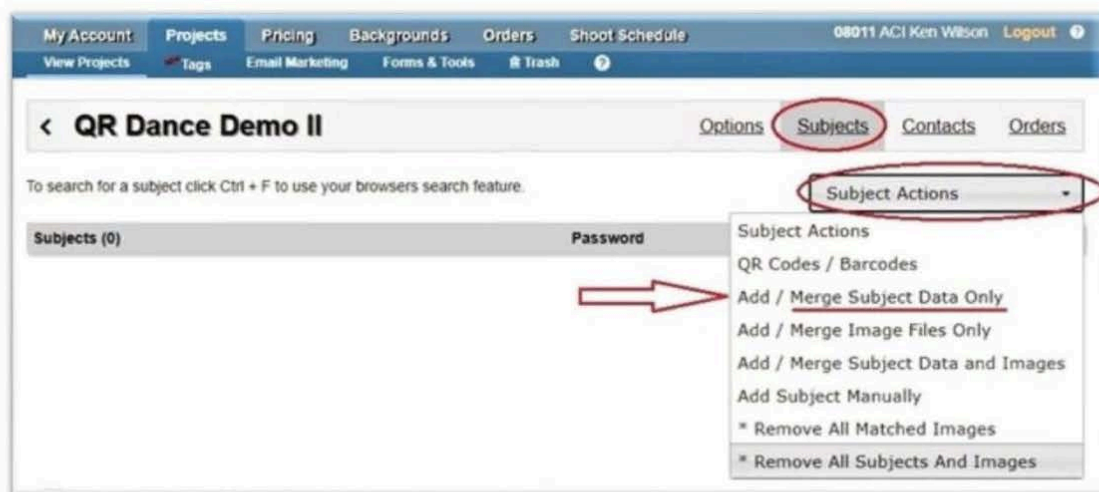 My Account Projects Pricing Backgrounds Orders Shoot Schedule 08011 ACI Ken Wilson Logout ?
View Projects Tags Email Marketing Forms & Tools Trash ?
< QR Dance Demo II Options Subjects Contacts Orders
To search for a subject click Ctrl + F to use your browsers search feature.
Subject Actions
Subjects (0) Password
Subject Actions
QR Codes / Barcodes
Add / Merge Subject Data Only
Add / Merge Image Files Only
Add / Merge Subject Data and Images
Add Subject Manually
* Remove All Matched Images
* Remove All Subjects And Images